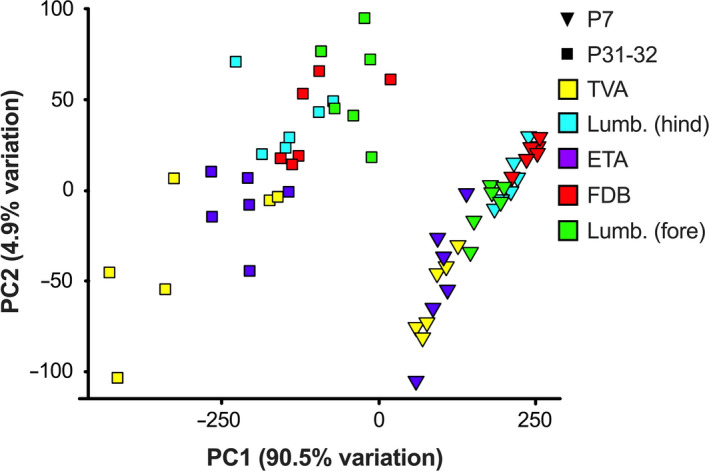 100
50
0
−50
−100
PC2 (4.9% variation)
−250
0
250
PC1 (90.5% variation)
P7
P31-32
TVA
Lumb. (hind)
ETA
FDB
Lumb. (fore)